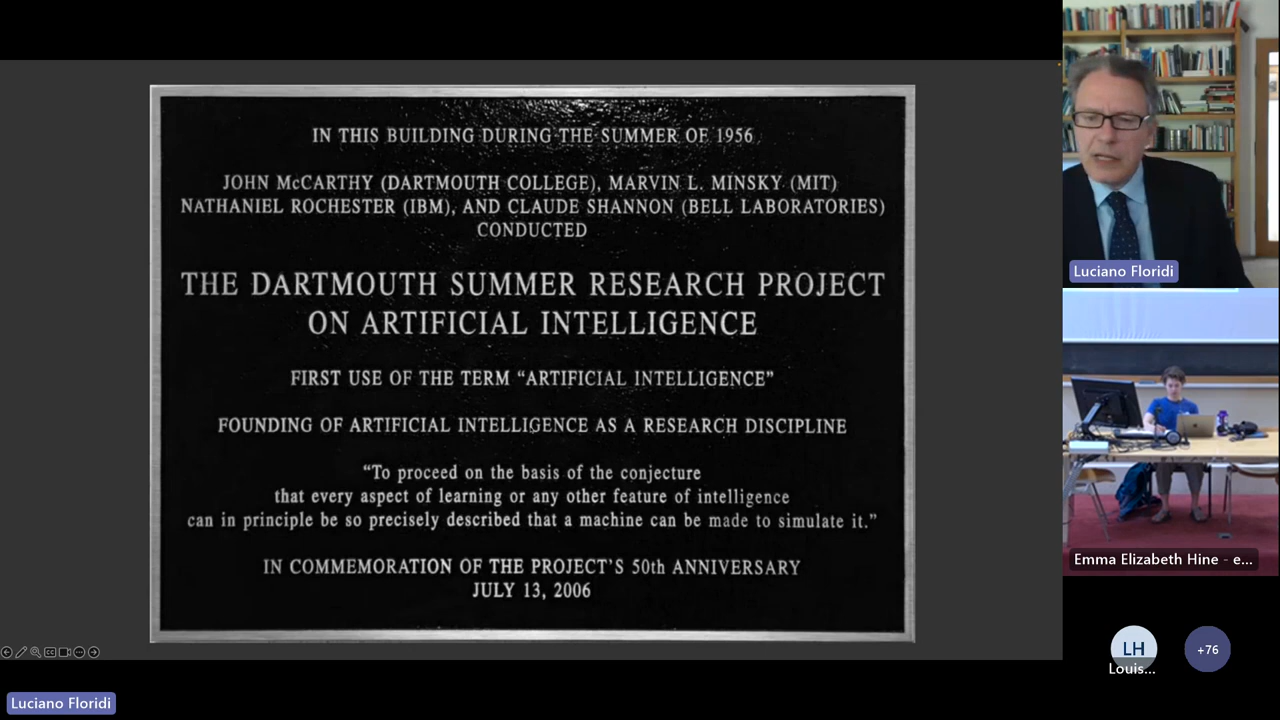 IN THIS BUILDING DURING THE SUMMER OF 1956
JOHN McCARTHY (DARTMOUTH COLLEGE), MARVIN L. MINSKY (MIT)
NATHANIEL ROCHESTER (IBM), AND CLAUDE SHANNON (BELL LABORATORIES)
CONDUCTED
THE DARTMOUTH SUMMER RESEARCH PROJECT
ON ARTIFICIAL INTELLIGENCE
FIRST USE OF THE TERM “ARTIFICIAL INTELLIGENCE”
FOUNDING OF ARTIFICIAL INTELLIGENCE AS A RESEARCH DISCIPLINE
“To proceed on the basis of the conjecture
that every aspect of learning or any other feature of intelligence
can in principle be so precisely described that a machine can be made to simulate it.”
IN COMMEMORATION OF THE PROJECT’S 50th ANNIVERSARY
JULY 13, 2006
Luciano Floridi
Emma Elizabeth Hine - e...
LH
Louis...
+76
Luciano Floridi